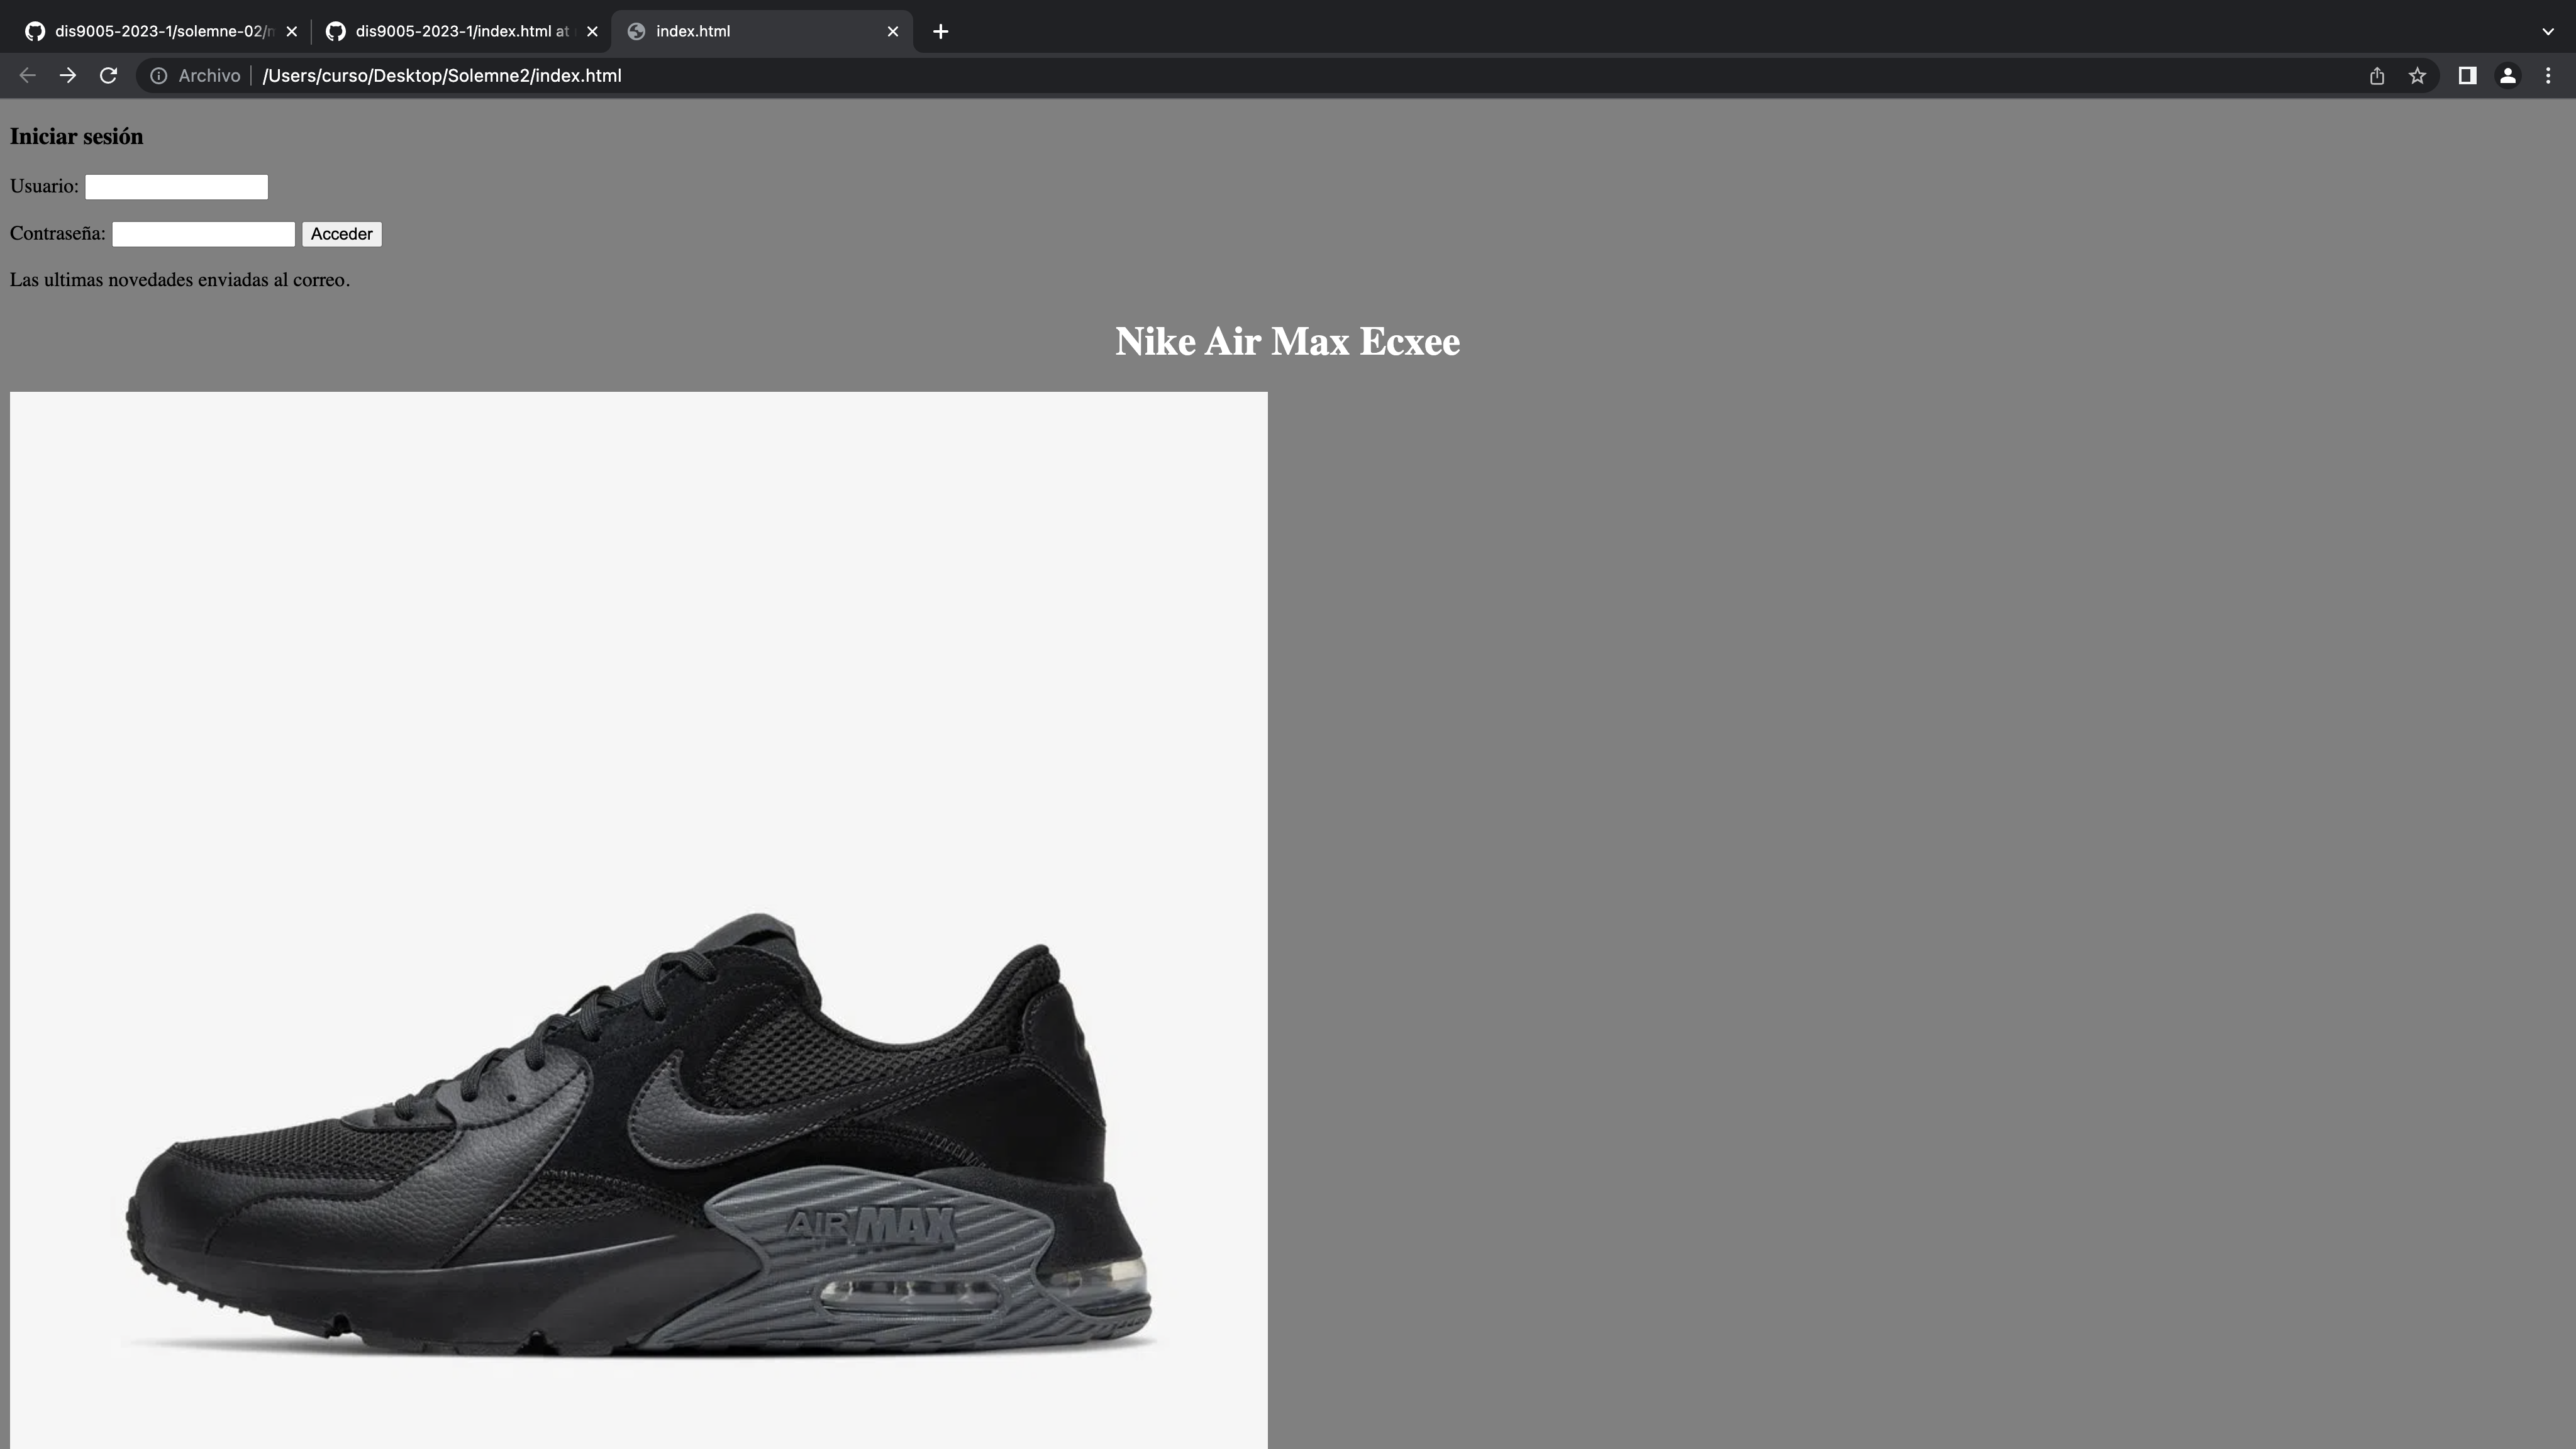 dis9005-2023-1/solemne-02/
dis9005-2023-1/index.html at
index.html
Archivo
/Users/curso/Desktop/Solemne2/index.html
Iniciar sesión
Usuario:
Contraseña:
Acceder
Las ultimas novedades enviadas al correo.
Nike Air Max Ecxee
AIR MAX